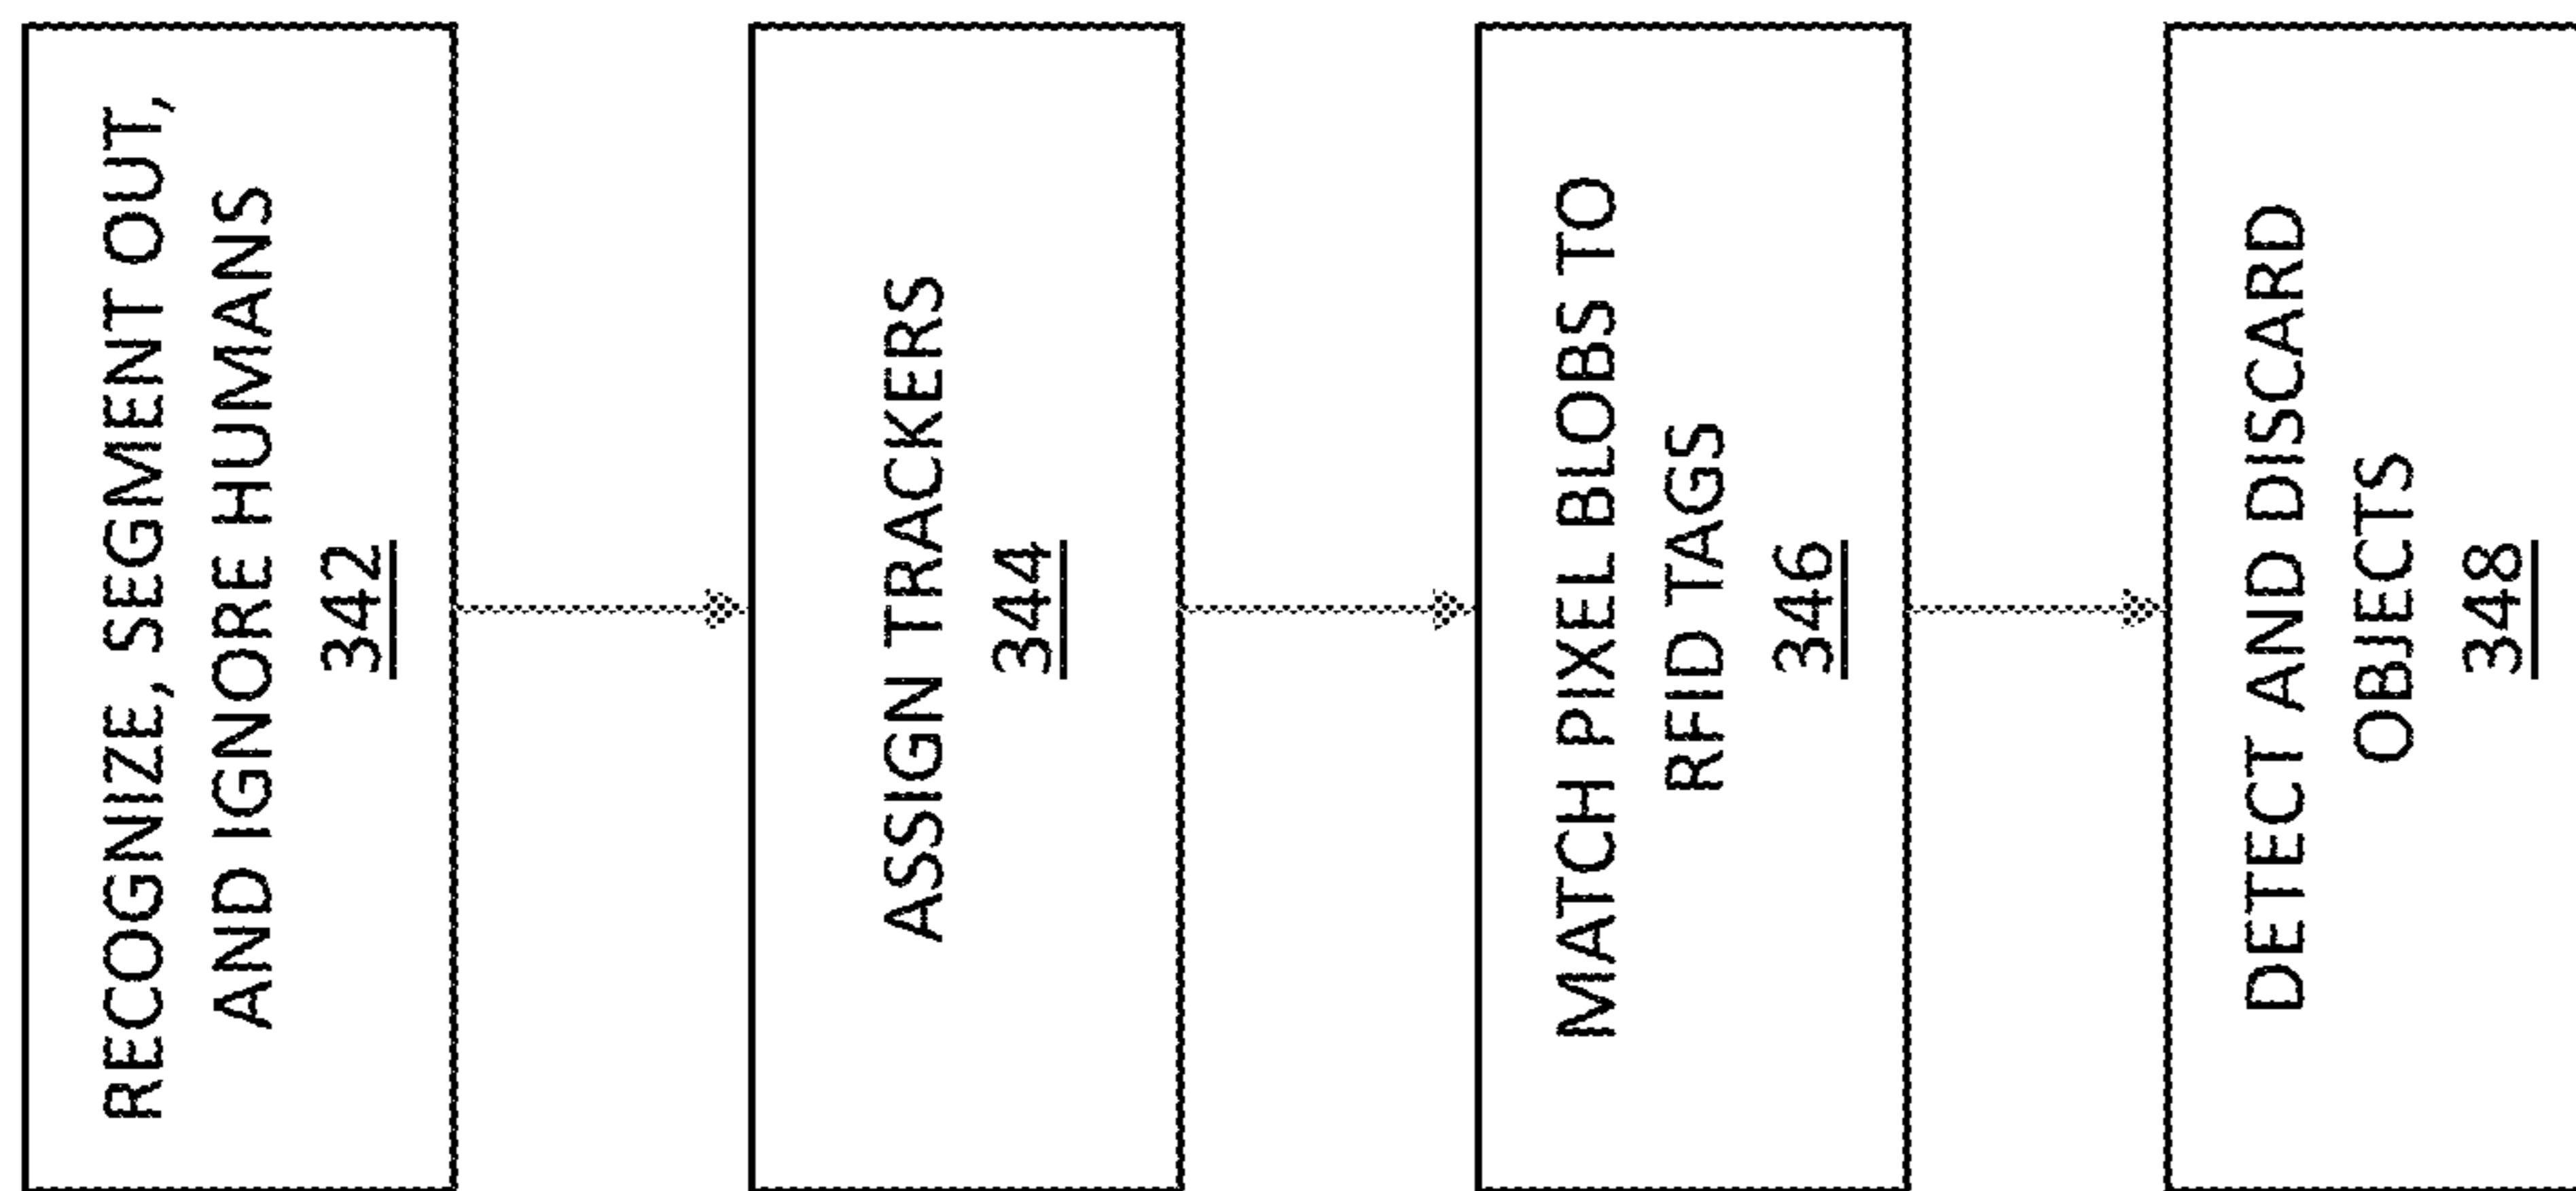 RECOGNIZE, SEGMENT OUT,
AND IGNORE HUMANS
342
ASSIGN TRACKERS
344
MATCH PIXEL BLOBS TO
RFID TAGS
346
DETECT AND DISCARD
OBJECTS
348